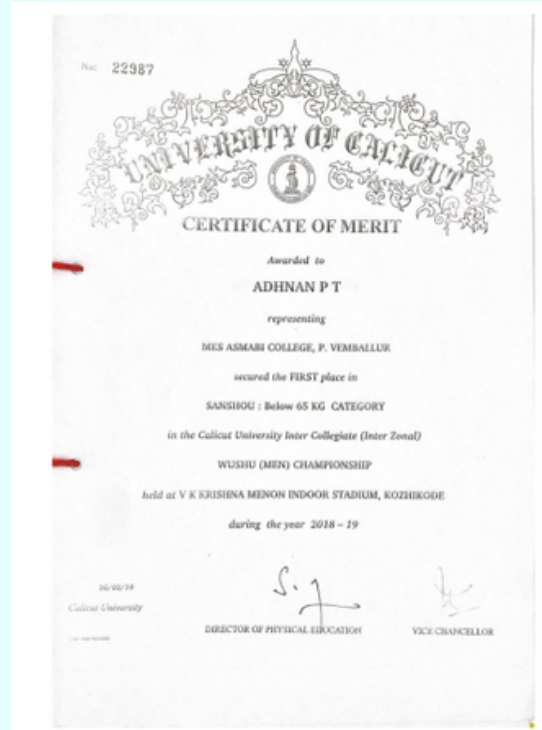 No: 22987
UNIVERSITY OF CALICUT
CERTIFICATE OF MERIT
Awarded to
ADHNAN P T
representing
MES ASMABI COLLEGE, P. VEMBALLUR
secured the FIRST place in
SANSHOU : Below 65 KG CATEGORY
in the Calicut University Inter Collegiate (Inter Zonal)
WUSHU (MEN) CHAMPIONSHIP
held at V K KRISHNA MENON INDOOR STADIUM, KOZHIKODE
during the year 2018 – 19
Calicut University
DIRECTOR OF PHYSICAL EDUCATION
VICE CHANCELLOR